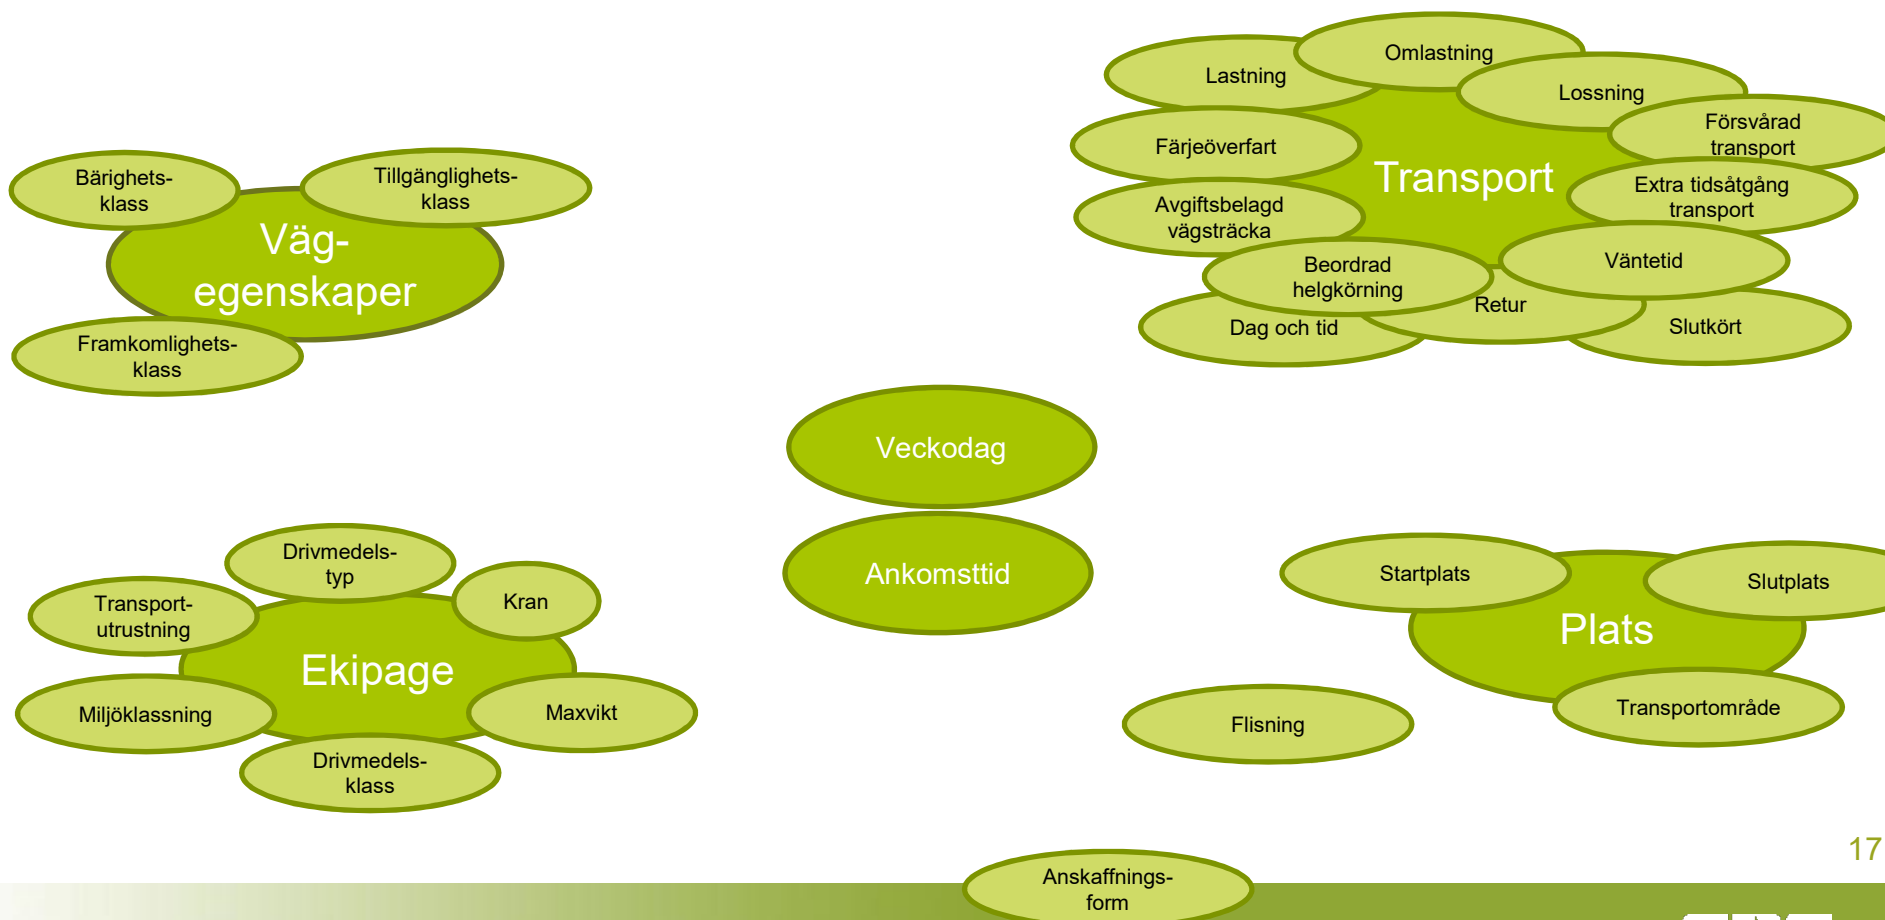 Omlastning
Lastning
Lossning
Försvårad
transport
Färjeöverfart
Transport
Extra tidsåtgång
transport
Avgiftsbelagd
vägsträcka
Väntetid
Beordrad
helgkörning
Retur
Dag och tid
Slutkört
Bärighets-
klass
Tillgänglighets-
klass
Väg-
egenskaper
Framkomlighets-
klass
Veckodag
Ankomsttid
Drivmedels-
typ
Kran
Transport-
utrustning
Ekipage
Miljöklassning
Maxvikt
Drivmedels-
klass
Startplats
Slutplats
Plats
Transportområde
Flisning
Anskaffnings-
form
17